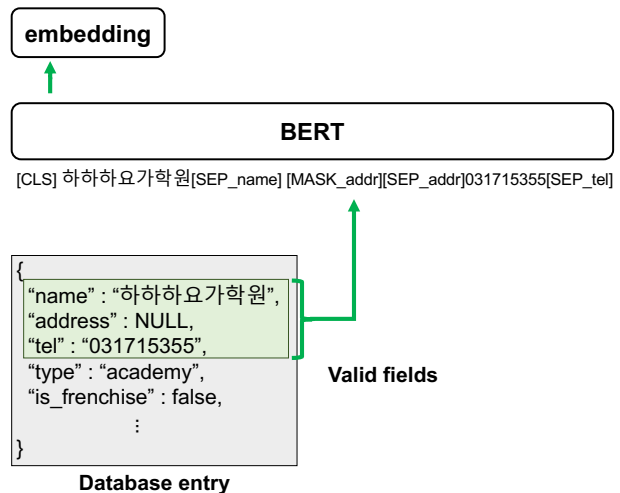 embedding
BERT
[CLS] 하하하요가학원[SEP_name] [MASK_addr][SEP_addr]031715355[SEP_tel]
{
“name” : “하하하요가학원”,
“address” : NULL,
“tel” : “031715355”,
“type” : “academy”,
“is_frenchise” : false,
⋮
}
Valid fields
Database entry